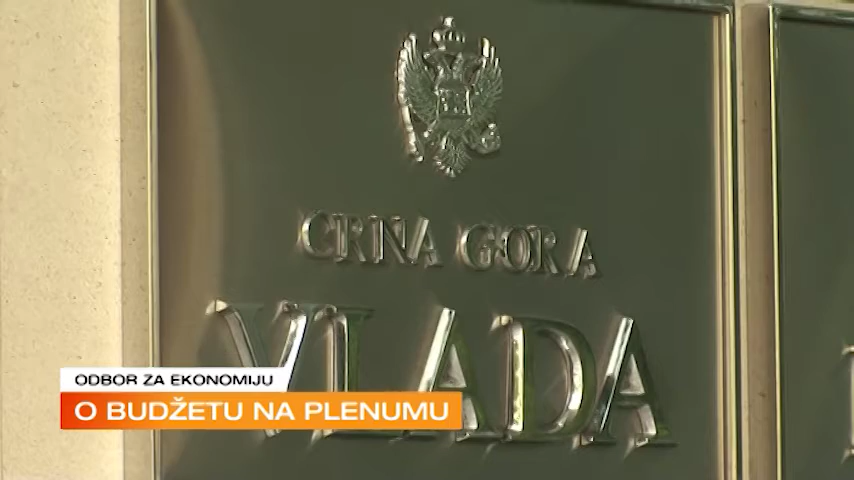 CRNA GORA
VLADA
ODBOR ZA EKONOMIJU
O BUDŽETU NA PLENUMU